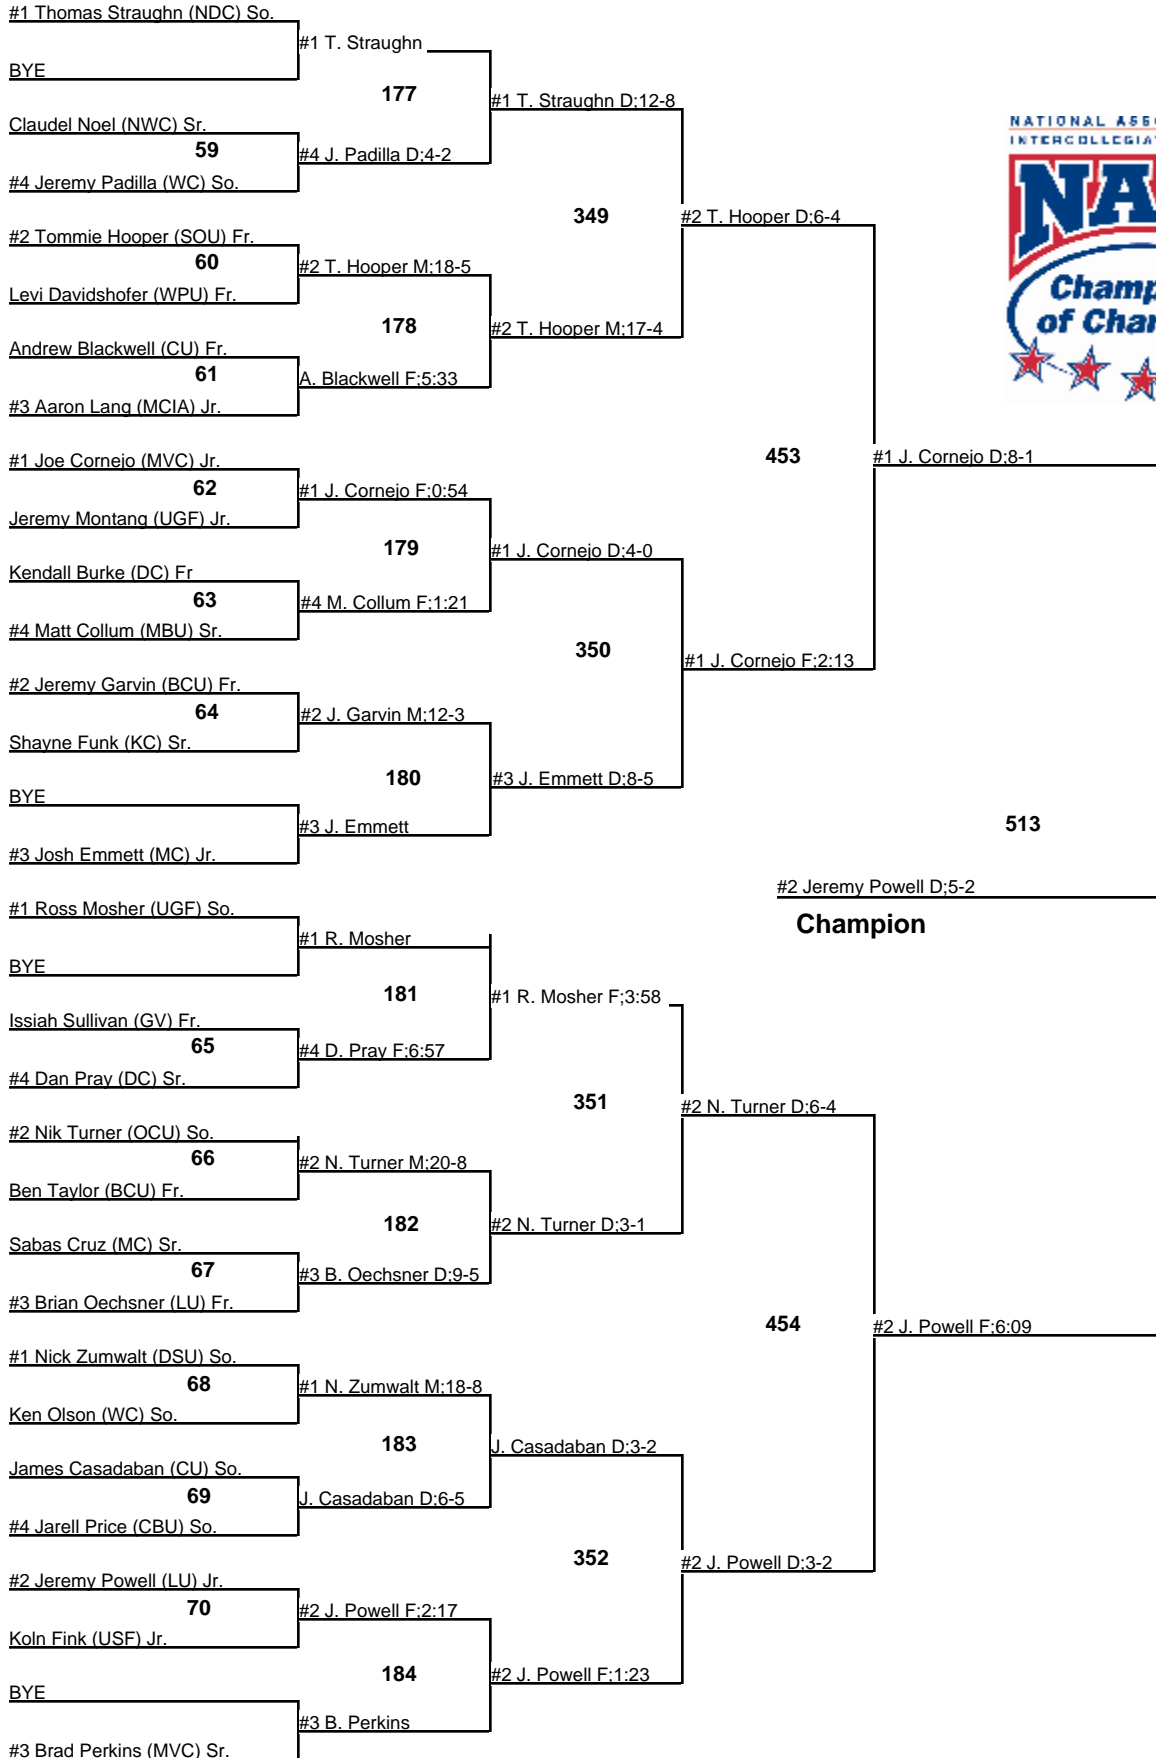 #1 Thomas Straughn (NDC) So.
#1 T. Straughn
BYE
177
#1 T. Straughn D;12-8
Claudel Noel (NWC) Sr.
59
#4 J. Padilla D;4-2
#4 Jeremy Padilla (WC) So.
349
#2 T. Hooper D;6-4
#2 Tommie Hooper (SOU) Fr.
60
#2 T. Hooper M;18-5
Levi Davidshofer (WPU) Fr.
178
#2 T. Hooper M;17-4
Andrew Blackwell (CU) Fr.
61
A. Blackwell F;5:33
#3 Aaron Lang (MCIA) Jr.
NATIONAL ASS
INTERCOLLEGIA
NA
Champ
of Char
453
#1 J. Cornejo D;8-1
#1 Joe Cornejo (MVC) Jr.
62
#1 J. Cornejo F;0:54
Jeremy Montang (UGF) Jr.
179
#1 J. Cornejo D;4-0
Kendall Burke (DC) Fr
63
#4 M. Collum F;1:21
#4 Matt Collum (MBU) Sr.
350
#1 J. Cornejo F;2:13
#2 Jeremy Garvin (BCU) Fr.
64
#2 J. Garvin M;12-3
Shayne Funk (KC) Sr.
180
#3 J. Emmett D;8-5
BYE
#3 J. Emmett
#3 Josh Emmett (MC) Jr.
513
#2 Jeremy Powell D;5-2
Champion
#1 Ross Mosher (UGF) So.
#1 R. Mosher
BYE
181
#1 R. Mosher F;3:58
Issiah Sullivan (GV) Fr.
65
#4 D. Pray F;6:57
#4 Dan Pray (DC) Sr.
351
#2 N. Turner D;6-4
#2 Nik Turner (OCU) So.
66
#2 N. Turner M;20-8
Ben Taylor (BCU) Fr.
182
#2 N. Turner D;3-1
Sabas Cruz (MC) Sr.
67
#3 B. Oechsner D;9-5
#3 Brian Oechsner (LU) Fr.
454
#2 J. Powell F;6:09
#1 Nick Zumwalt (DSU) So.
68
#1 N. Zumwalt M;18-8
Ken Olson (WC) So.
183
J. Casadaban D;3-2
James Casadaban (CU) So.
69
J. Casadaban D;6-5
#4 Jarell Price (CBU) So.
352
#2 J. Powell D;3-2
#2 Jeremy Powell (LU) Jr.
70
#2 J. Powell F;2:17
Koln Fink (USF) Jr.
184
#2 J. Powell F;1:23
BYE
#3 B. Perkins
#3 Brad Perkins (MVC) Sr.